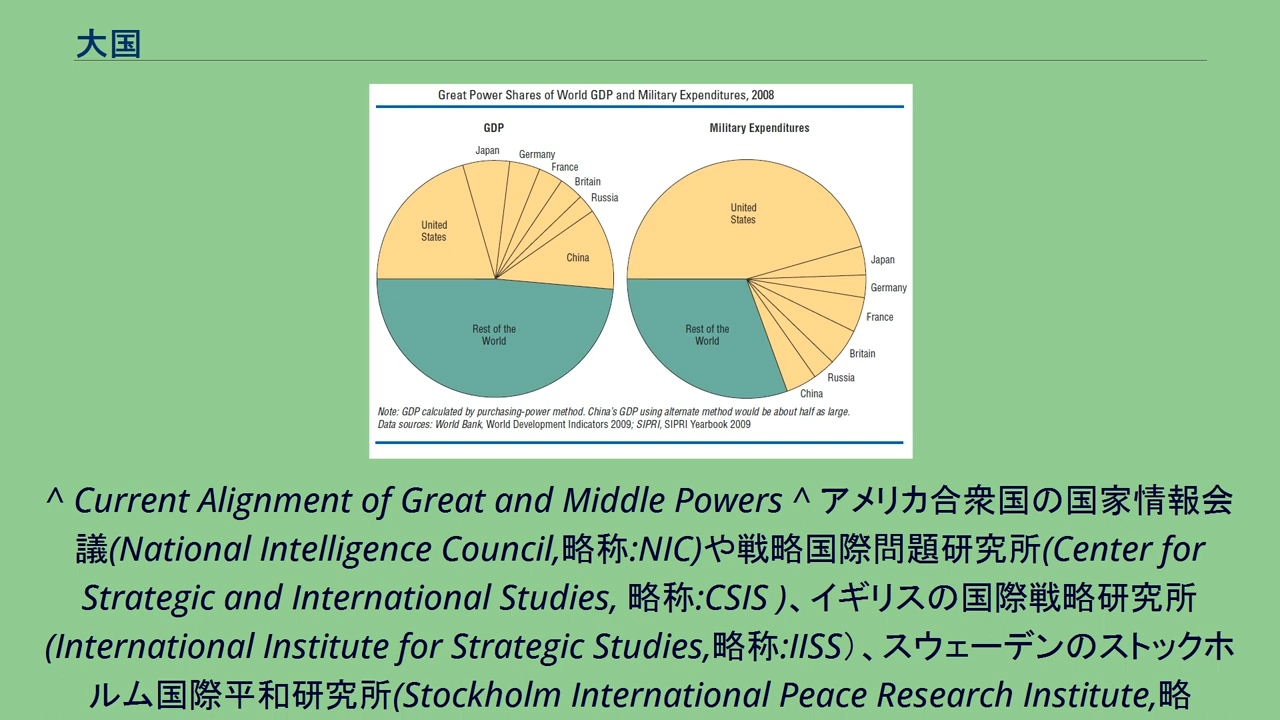 大国
Great Power Shares of World GDP and Military Expenditures, 2008
GDP
Military Expenditures
Japan
Germany
France
Britain
Russia
United
States
China
Rest of the
World
United
States
Japan
Germany
France
Britain
Russia
China
Rest of the
World
Note: GDP calculated by purchasing-power method. China's GDP using alternate method would be about half as large.
Data sources: World Bank, World Development Indicators 2009; SIPRI, SIPRI Yearbook 2009
^ Current Alignment of Great and Middle Powers ^ アメリカ合衆国の国家情報会
議(National Intelligence Council,略称:NIC)や戦略国際問題研究所(Center for
Strategic and International Studies, 略称:CSIS )、イギリスの国際戦略研究所
(International Institute for Strategic Studies,略称:IISS）、スウェーデンのストックホ
ルム国際平和研究所(Stockholm International Peace Research Institute,略